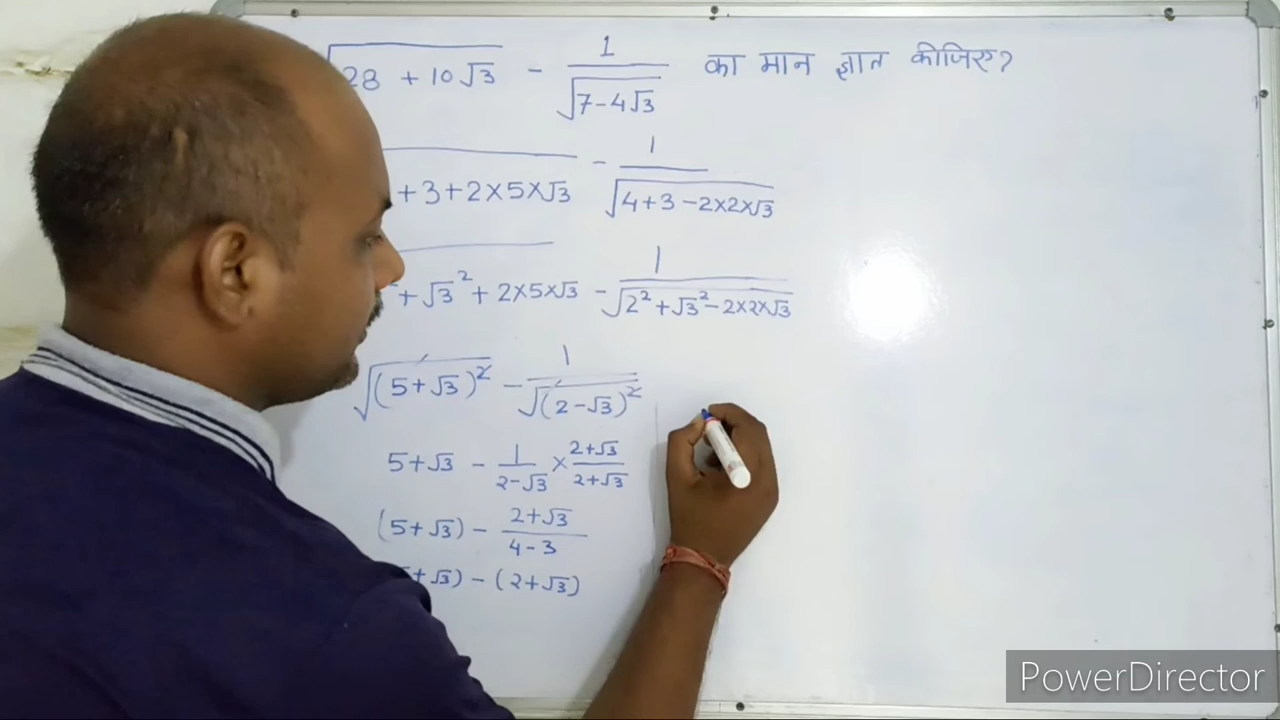 √28 + 10√3 - 1/√7-4√3 का मान ज्ञात कीजिए?
+3+2×5×√3 - 1/√4+3-2×2×√3
+√3²+2×5×√3 - 1/√2²+√3²-2×2×√3
√(5+√3)² - 1/√(2-√3)²
5+√3 - 1/2-√3 × 2+√3/2+√3
(5+√3) - 2+√3/4-3
+√3) - (2+√3)
PowerDirector